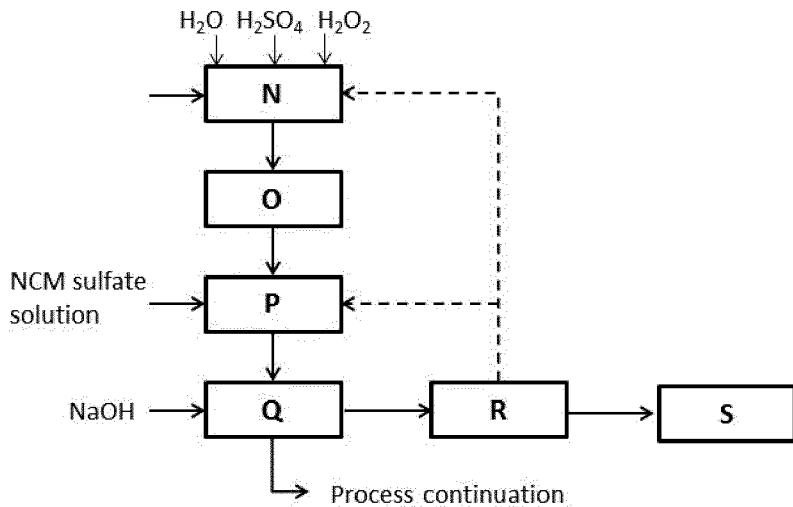 H₂O H₂SO₄ H₂O₂
N
O
NCM sulfate
solution
P
NaOH
Q
R
S
Process continuation